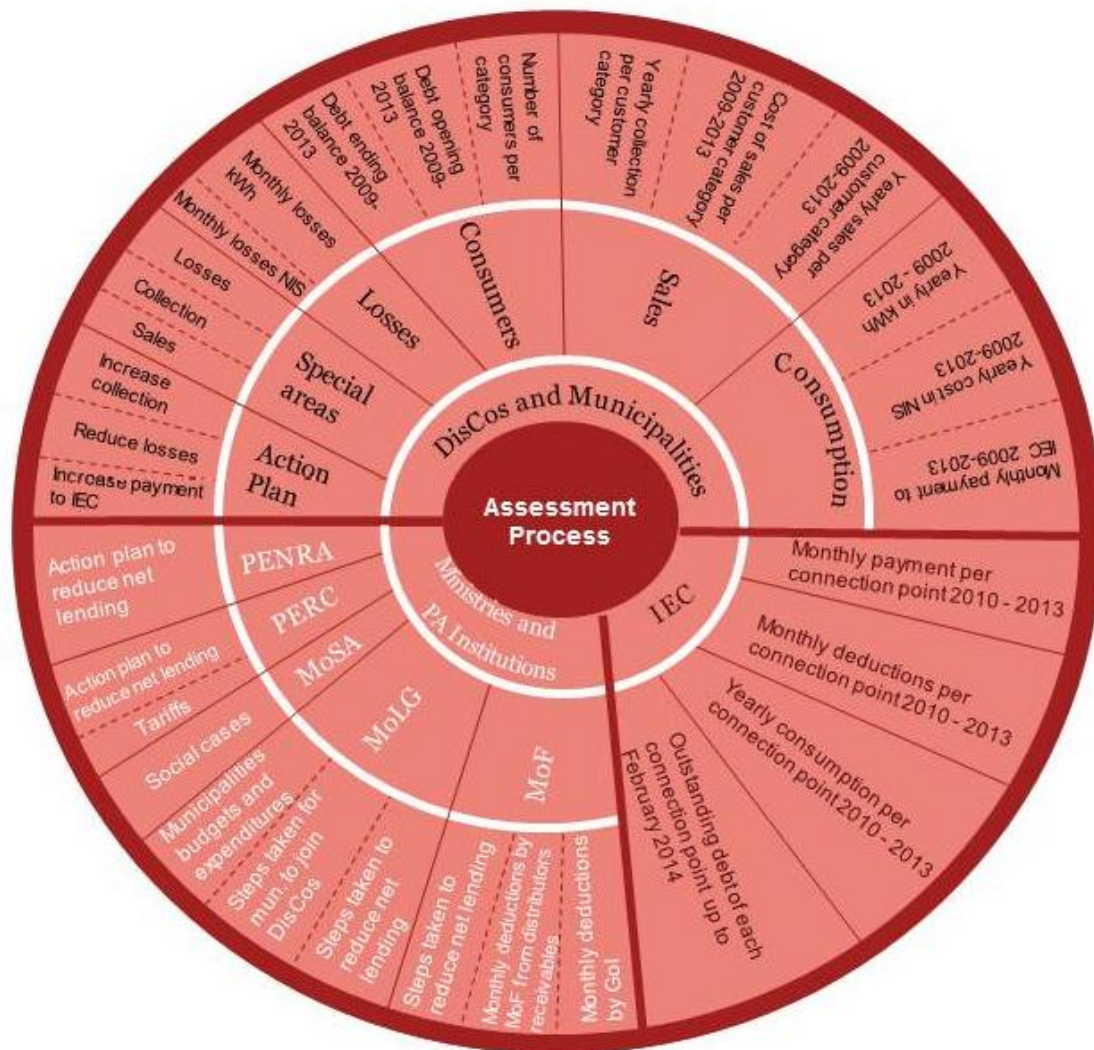 Assessment
Process
DisCos and Municipalities
Action
Plan
Increase payment
to IEC
Reduce losses
Increase
collection
Special
areas
Sales
Collection
Losses
Losses
Monthly losses NIS
Monthly losses
kWh
Consumers
Debt ending
balance 2009-
2013
Debt opening
balance 2009-
2013
Number of
consumers per
category
Sales
Yearly collection
per customer
category
Cost of sales per
customer category
2009-2013
Yearly sales per
customer category
2009-2013
Consumption
Yearly in kWh
2009 - 2013
Yearly cost in NIS
2009-2013
Monthly payment to
IEC 2009-2013
IEC
Monthly payment per
connection point 2010 - 2013
Monthly deductions per
connection point 2010 - 2013
Yearly consumption per
connection point 2010 - 2013
Outstanding debt of each
connection point up to
February 2014
Ministries and
PA Institutions
MoF
Monthly deductions
by GoI
Monthly deductions by
MoF from distributors
receivables
Steps taken to
reduce net lending
MoLG
Steps taken to
reduce net
lending
Steps taken for
mun. to join
DisCos
Municipalities
budgets and
expenditures
MoSA
Social cases
PERC
Tariffs
Action plan to
reduce net lending
PENRA
Action plan to
reduce net
lending